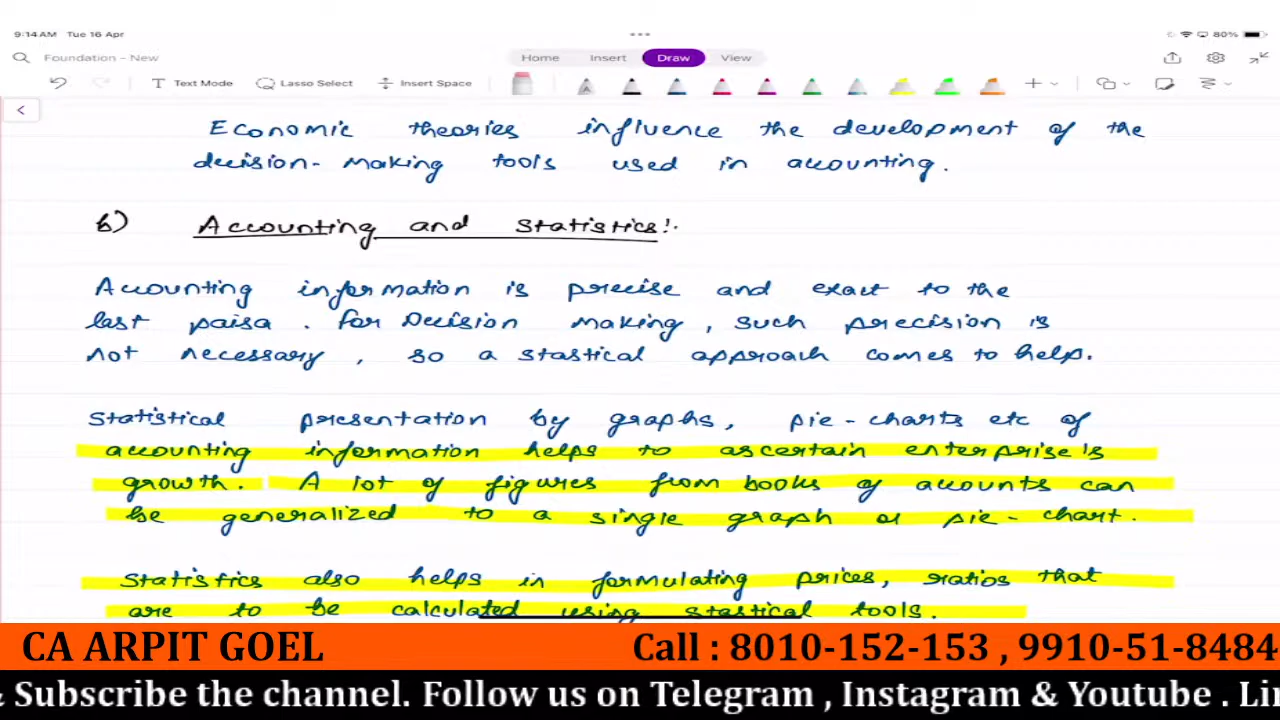 9:14 AM Tue 16 Apr
80%
Foundation - New
Home Insert Draw View
Text Mode Lasso Select Insert Space
Economic theories influence the development of the
decision-making tools used in accounting.
b) Accounting and Statistics:-
Accounting information is precise and exact to the
last paisa. For Decision making, such precision is
not necessary, so a stastical approach comes to help.
Statistical presentation by graphs, pie-charts etc of
accounting information helps to ascertain enterprise's
growth. A lot of figures from books of accounts can
be generalized to a single graph or pie-chart.
Statistics also helps in formulating prices, ratios that
are to be calculated using stastical tools.
CA ARPIT GOEL Call : 8010-152-153 , 9910-51-8484
& Subscribe the channel. Follow us on Telegram , Instagram & Youtube . Li